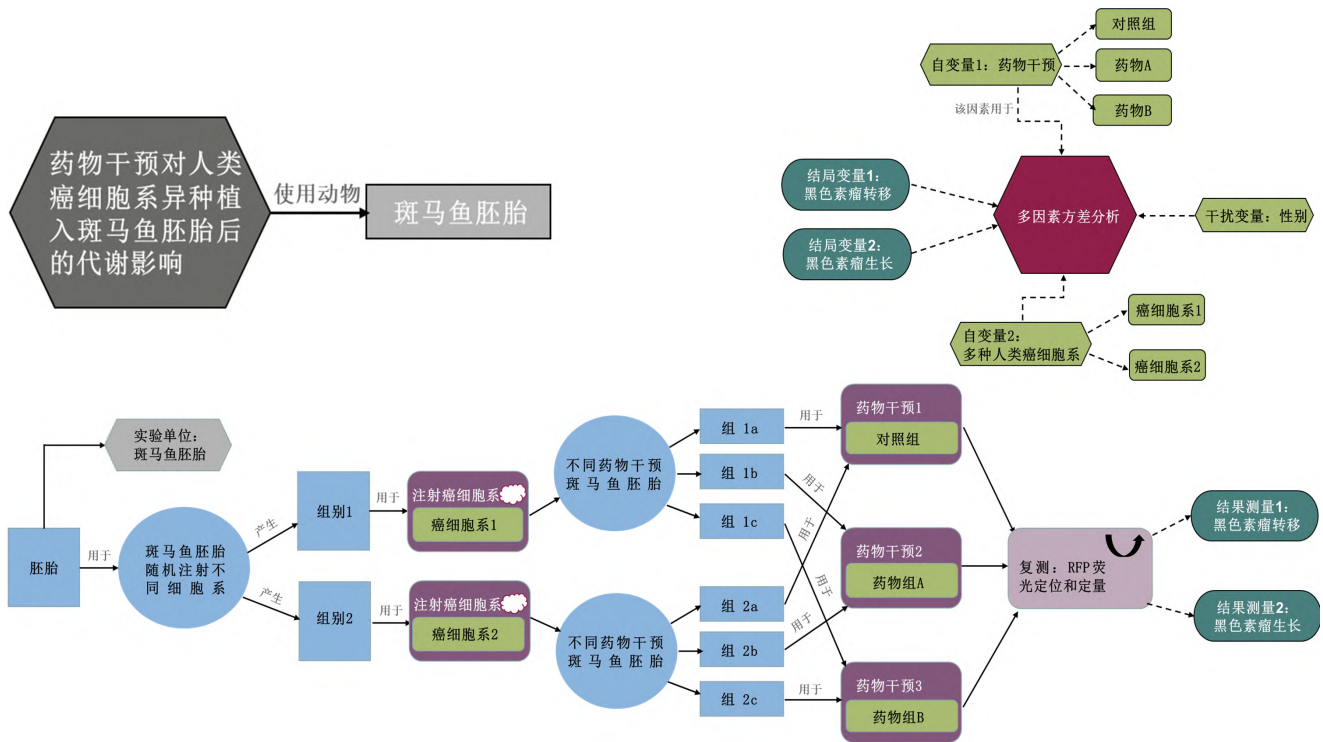 药物干预对人类
癌细胞系异种植
入斑马鱼胚胎后
的代谢影响
使用动物
斑马鱼胚胎
自变量1：药物干预
对照组
药物A
药物B
该因素用于
结局变量1：
黑色素瘤转移
结局变量2：
黑色素瘤生长
多因素方差分析
干扰变量：性别
自变量2：
多种人类癌细胞系
癌细胞系1
癌细胞系2
实验单位：
斑马鱼胚胎
胚胎
用于
斑马鱼胚胎
随机注射不
同细胞系
产生
产生
组别1
用于
注射癌细胞系
癌细胞系1
组别2
用于
注射癌细胞系
癌细胞系2
不同药物干预
斑马鱼胚胎
组 1a
组 1b
组 1c
不同药物干预
斑马鱼胚胎
组 2a
组 2b
组 2c
用于
用于
用于
用于
用于
用于
药物干预1
对照组
药物干预2
药物组A
药物干预3
药物组B
复测：RFP荧
光定位和定量
结果测量1：
黑色素瘤转移
结果测量2：
黑色素瘤生长